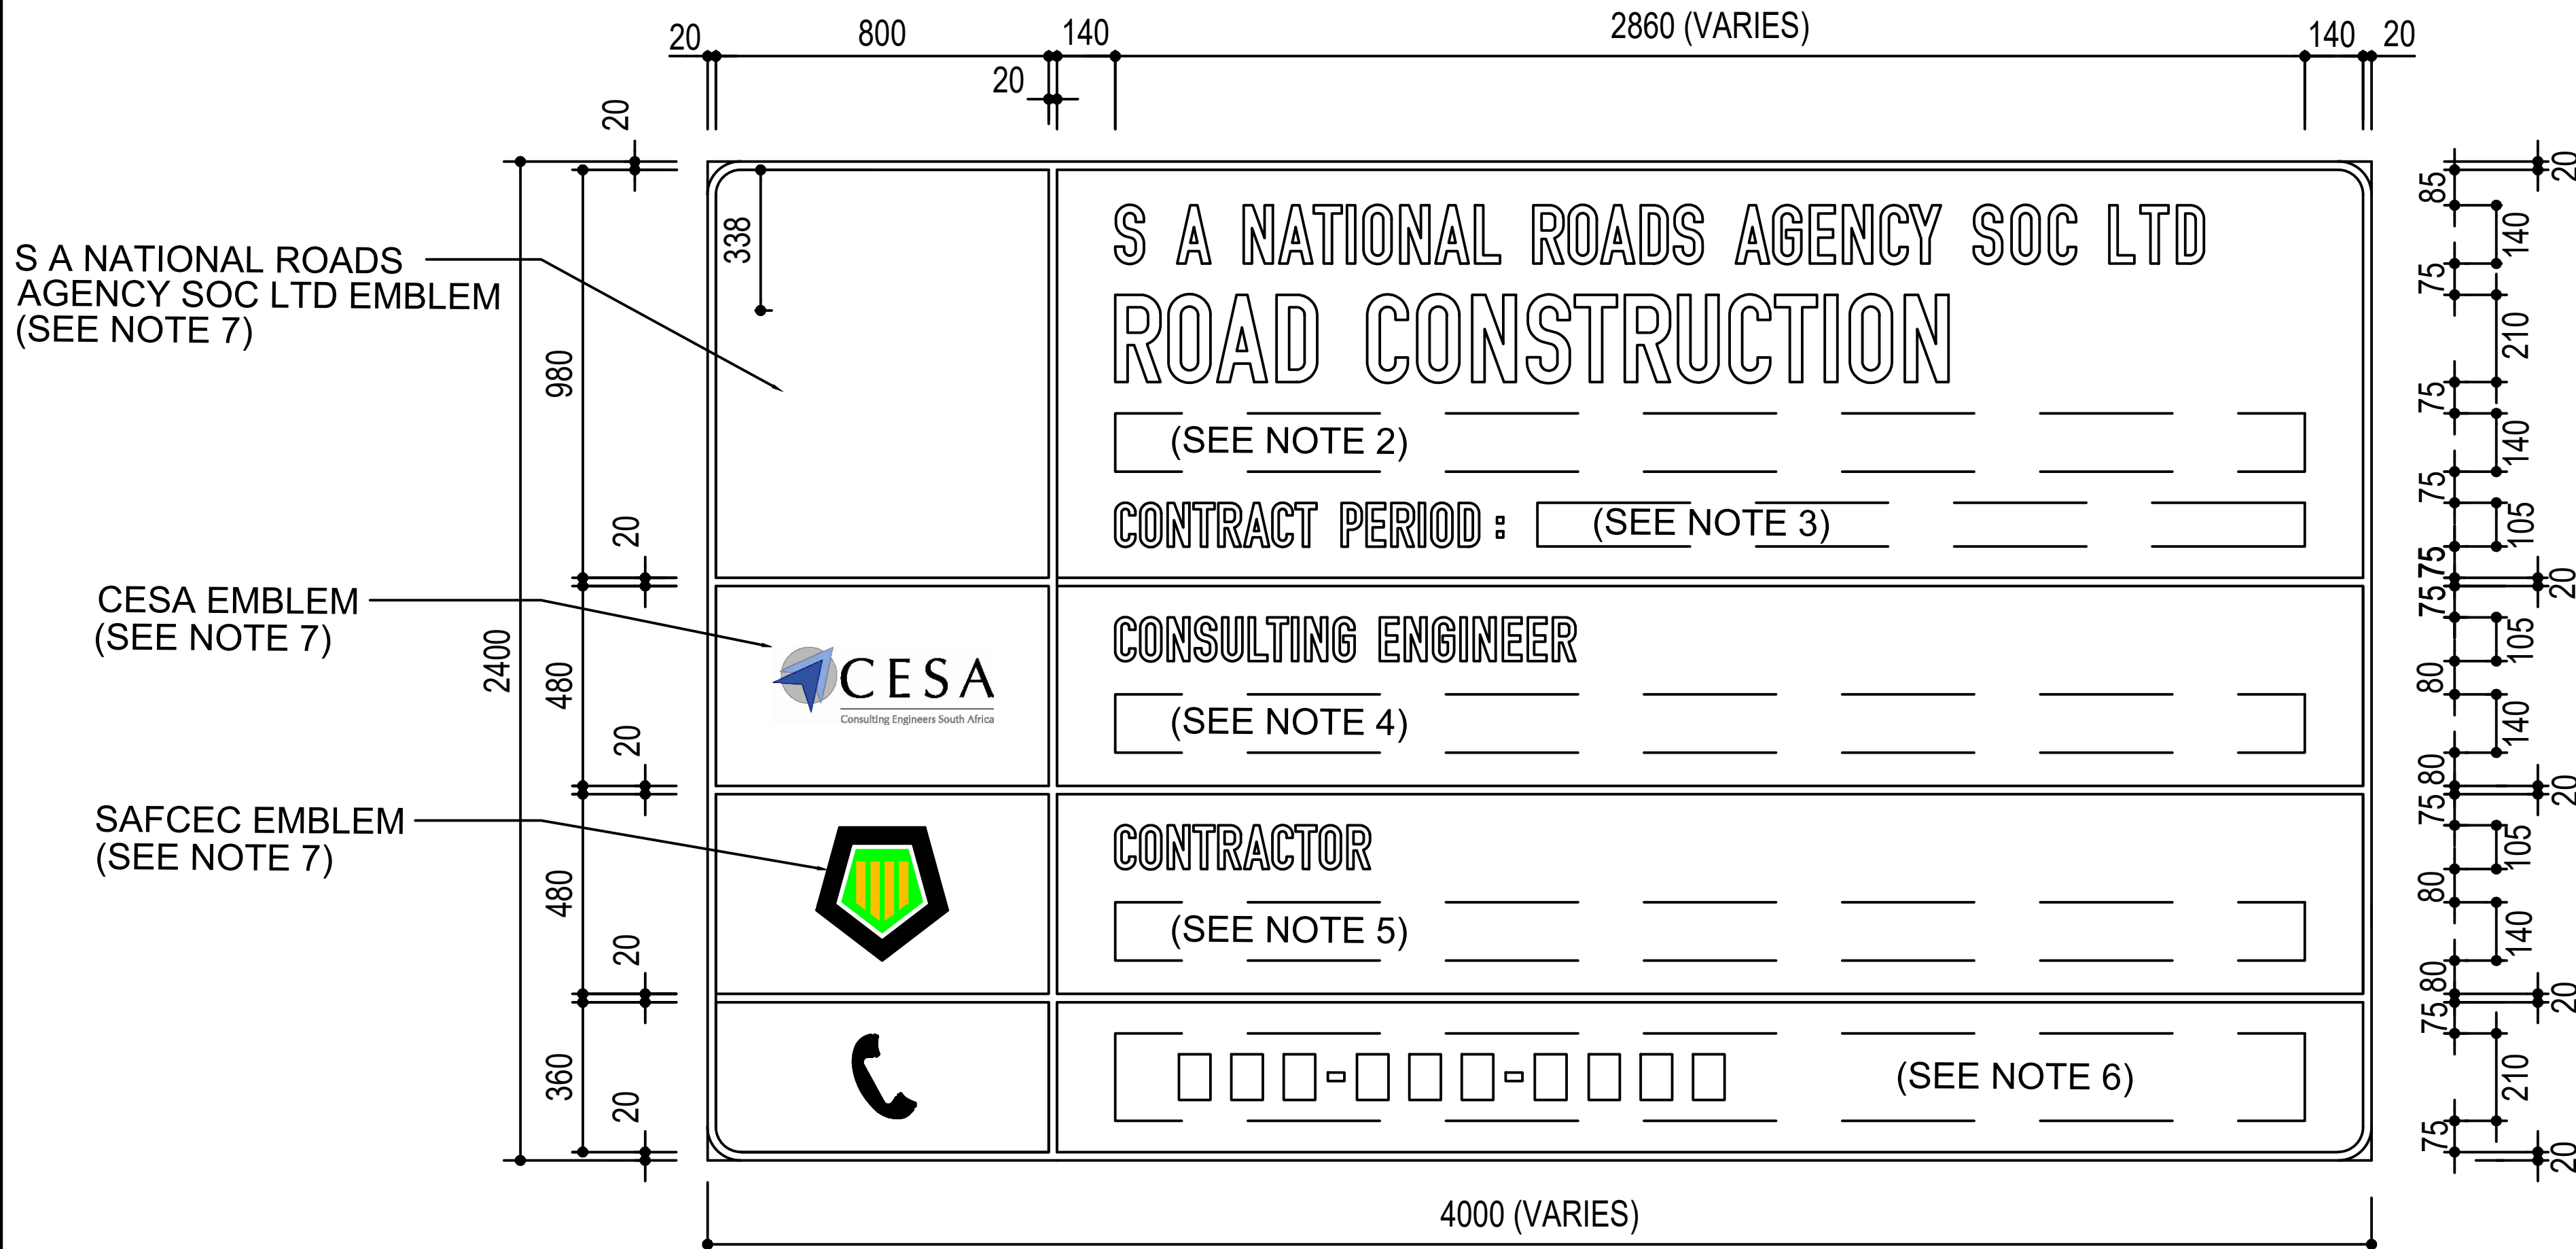 20 800 140 2860 (VARIES) 140 20
20
20
20
85
338
140
S A NATIONAL ROADS AGENCY SOC LTD
S A NATIONAL ROADS
AGENCY SOC LTD EMBLEM
(SEE NOTE 7)
75
ROAD CONSTRUCTION
210
980
75
(SEE NOTE 2)
140
75
CONTRACT PERIOD : (SEE NOTE 3)
105
20
75
20
75
CESA EMBLEM
(SEE NOTE 7)
CONSULTING ENGINEER
105
2400
480
80
CESA
Consulting Engineers South Africa
(SEE NOTE 4)
140
20
80
20
75
SAFCEC EMBLEM
(SEE NOTE 7)
CONTRACTOR
105
480
80
(SEE NOTE 5)
140
20
80
20
75
360
(SEE NOTE 6)
210
20
75
20
4000 (VARIES)